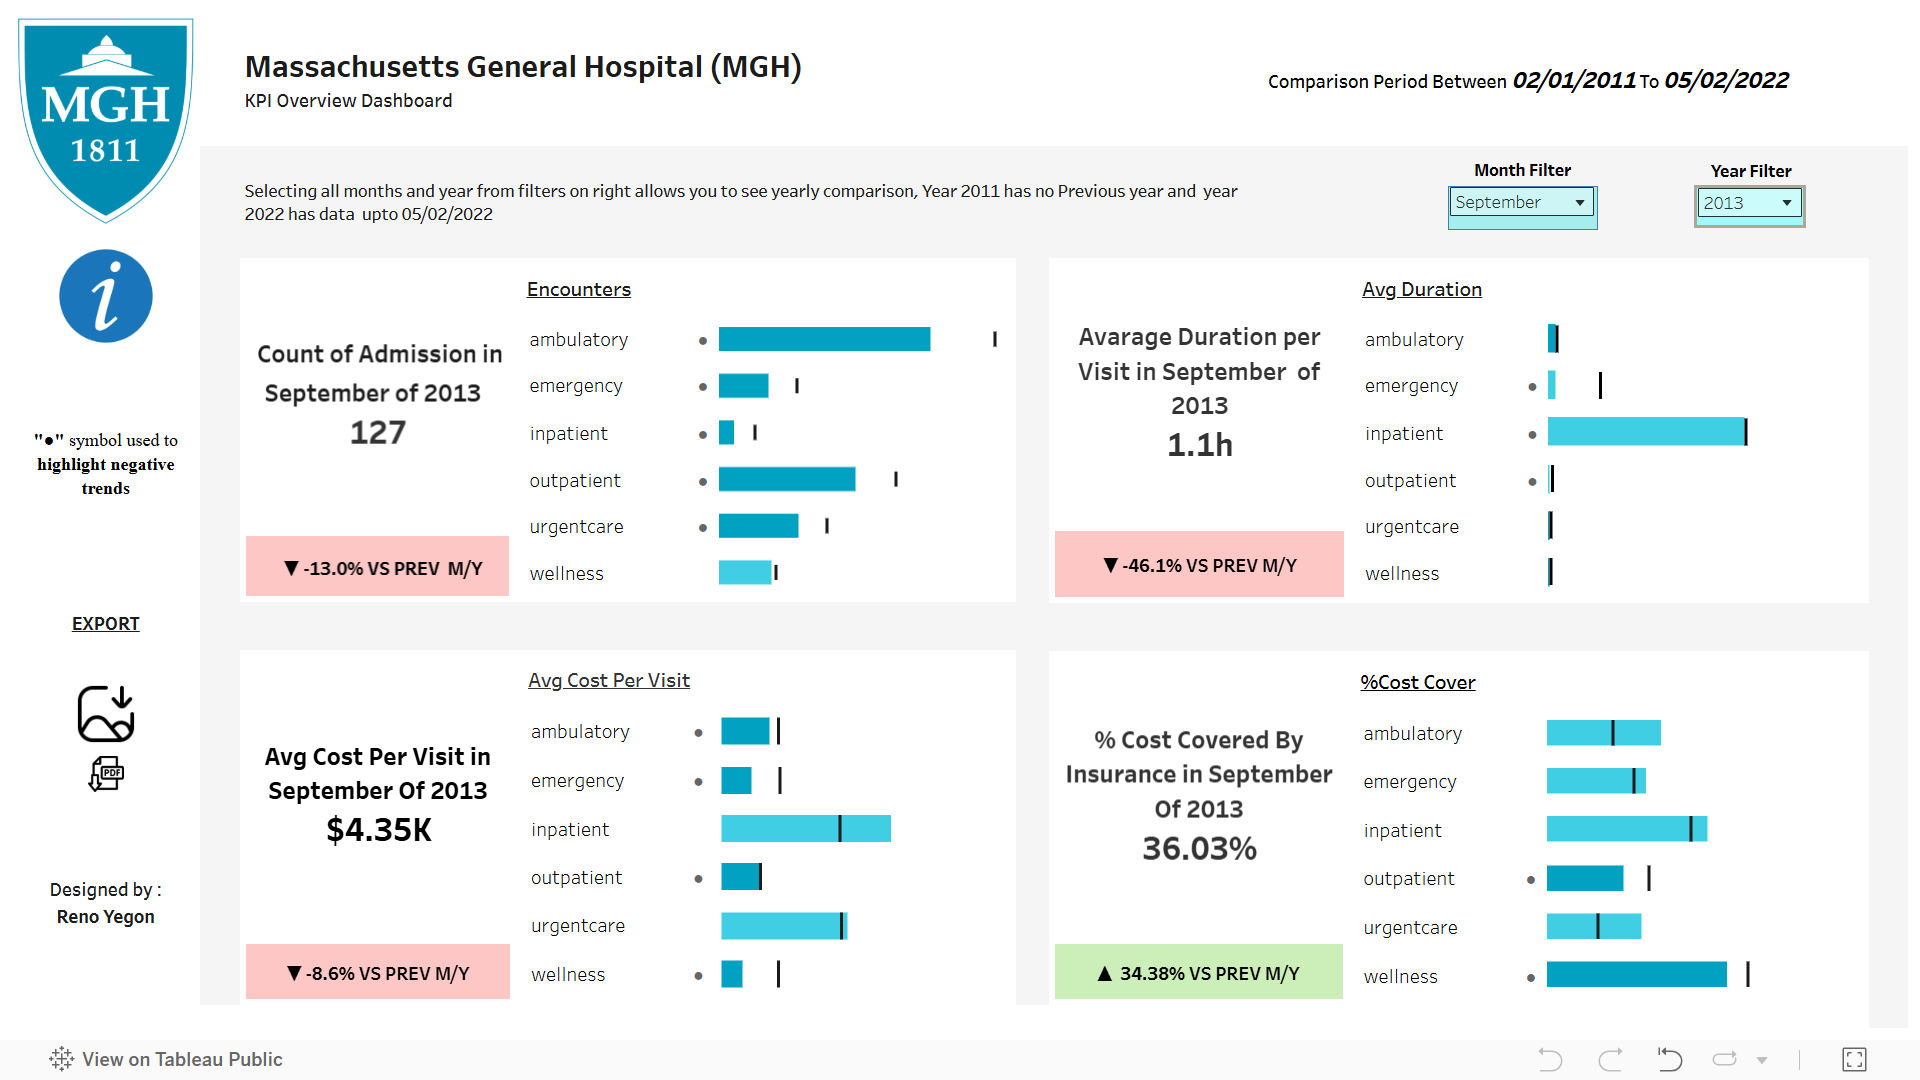 MGH
1811
Massachusetts General Hospital (MGH)
KPI Overview Dashboard
Comparison Period Between 02/01/2011 To 05/02/2022
Selecting all months and year from filters on right allows you to see yearly comparison, Year 2011 has no Previous year and year
2022 has data upto 05/02/2022
Month Filter
September
Year Filter
2013
i
"●" symbol used to
highlight negative
trends
EXPORT
PDF
Designed by :
Reno Yegon
Count of Admission in
September of 2013
127
▼ -13.0% VS PREV M/Y
Encounters
ambulatory ●
emergency ●
inpatient ●
outpatient ●
urgentcare ●
wellness
Avarage Duration per
Visit in September of
2013
1.1h
▼ -46.1% VS PREV M/Y
Avg Duration
ambulatory
emergency ●
inpatient ●
outpatient ●
urgentcare
wellness
Avg Cost Per Visit in
September Of 2013
$4.35K
▼ -8.6% VS PREV M/Y
Avg Cost Per Visit
ambulatory ●
emergency ●
inpatient
outpatient ●
urgentcare
wellness ●
% Cost Covered By
Insurance in September
Of 2013
36.03%
▲ 34.38% VS PREV M/Y
%Cost Cover
ambulatory
emergency
inpatient
outpatient ●
urgentcare
wellness ●
View on Tableau Public